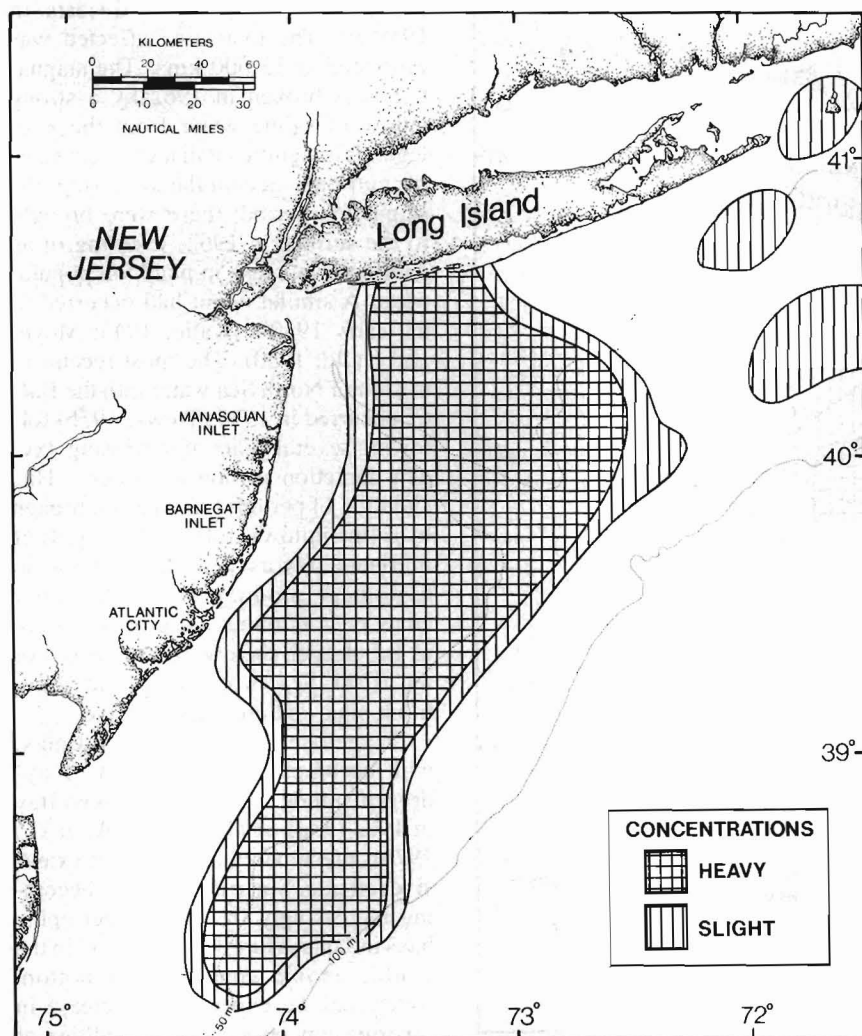 KILOMETERS
0 20 40 60
0 10 20 30
NAUTICAL MILES
NEW
JERSEY
Long Island
41°
MANASQUAN
INLET
40°
BARNEGAT
INLET
ATLANTIC
CITY
39°
CONCENTRATIONS
HEAVY
SLIGHT
50 m
100 m
75° 74° 73° 72°